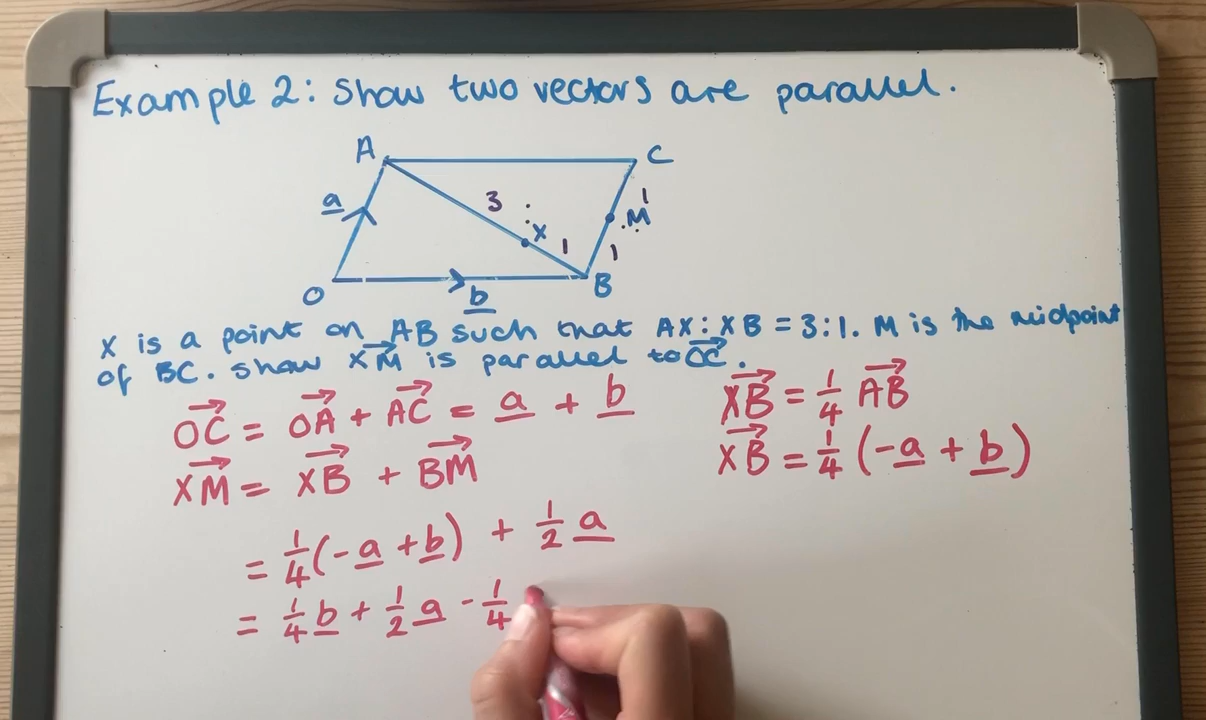 Example 2: Show two vectors are parallel.
A
C
a
3
:
X
1
1
M
1
O
b
B
X is a point on AB such that AX:XB = 3:1. M is the midpoint
of BC. Show XM is parallel to OC.
OC = OA + AC = a + b
XM = XB + BM
= 1/4(-a + b) + 1/2 a
= 1/4 b + 1/2 a - 1/4
XB = 1/4 AB
XB = 1/4 (-a + b)